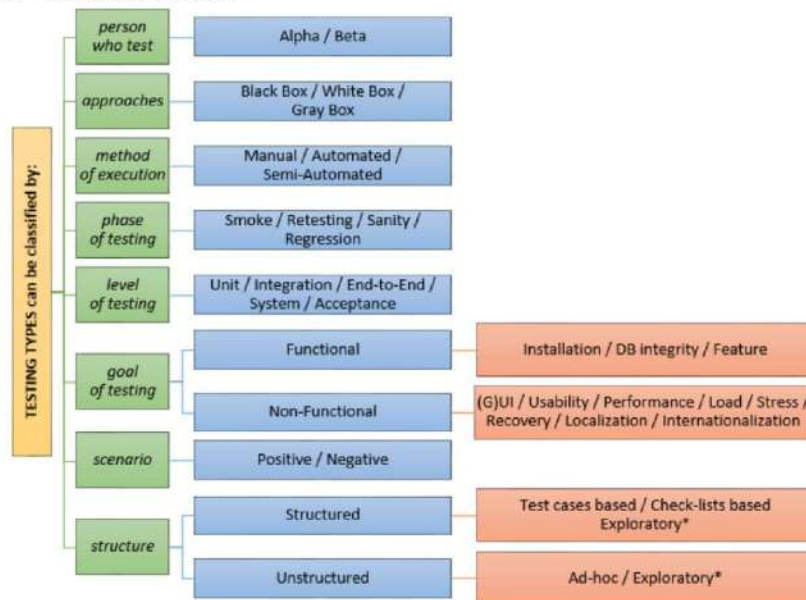 TESTING TYPES can be classified by:
person
who test
Alpha / Beta
approaches
Black Box / White Box /
Gray Box
method
of execution
Manual / Automated /
Semi-Automated
phase
of testing
Smoke / Retesting / Sanity /
Regression
level
of testing
Unit / Integration / End-to-End /
System / Acceptance
goal
of testing
Functional
Installation / DB integrity / Feature
Non-Functional
(G)UI / Usability / Performance / Load / Stress /
Recovery / Localization / Internationalization
scenario
Positive / Negative
structure
Structured
Test cases based / Check-lists based
Exploratory*
Unstructured
Ad-hoc / Exploratory*